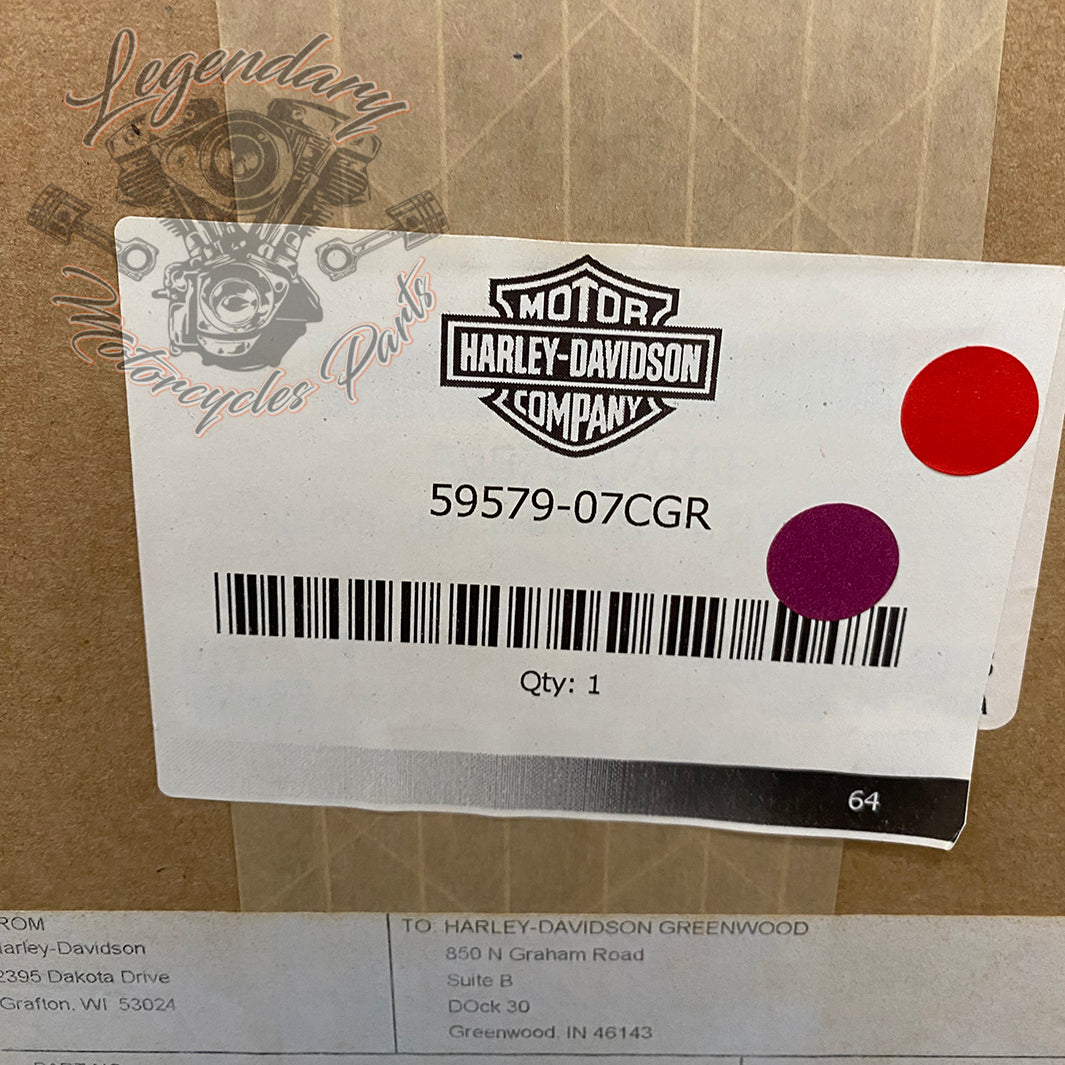 Legendary
Motorcycles Parts
MOTOR
HARLEY-DAVIDSON
COMPANY
59579-07CGR
Qty: 1
64
ROM
arley-Davidson
2395 Dakota Drive
Grafton, WI 53024
TO: HARLEY-DAVIDSON GREENWOOD
850 N Graham Road
Suite B
DOck 30
Greenwood, IN 46143